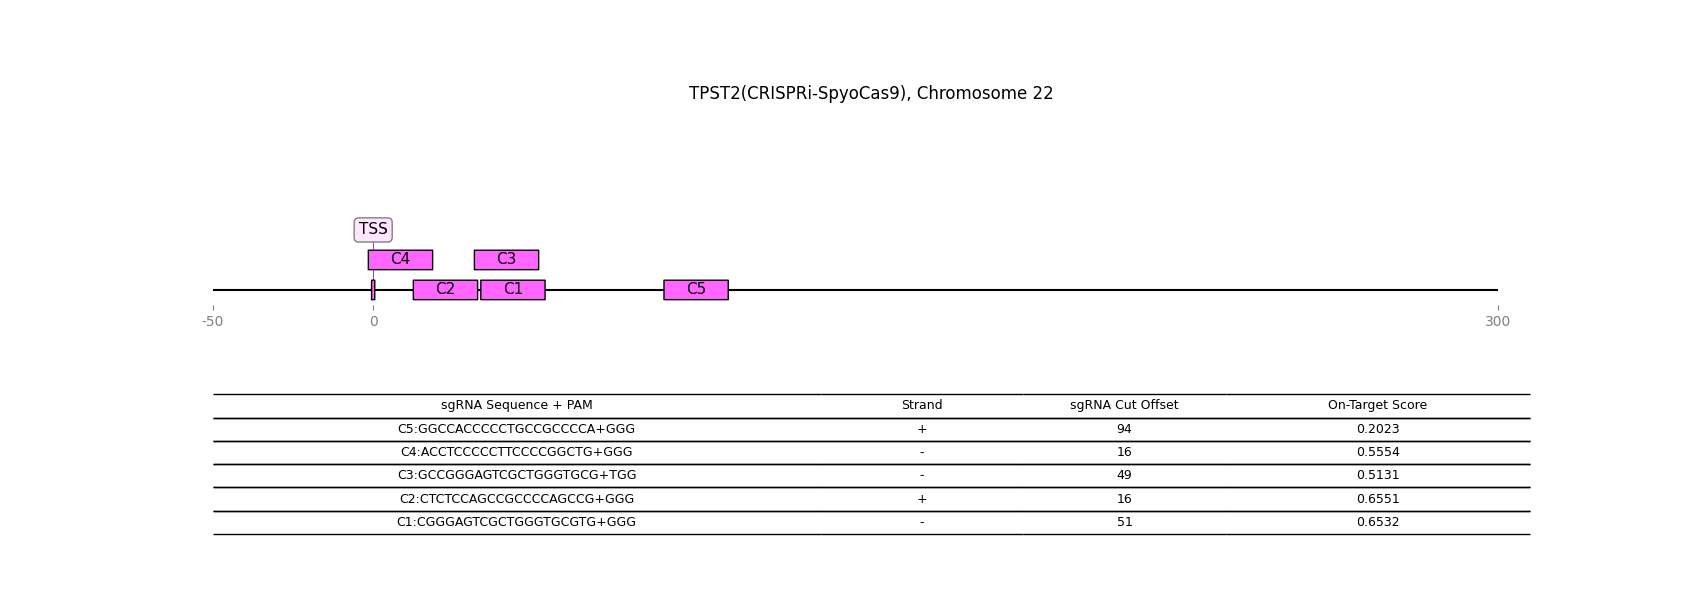 TPST2(CRISPRi-SpyoCas9), Chromosome 22
TSS
C4 C3
C2 C1 C5
-50 0 300
sgRNA Sequence + PAM Strand sgRNA Cut Offset On-Target Score
C5:GGCCACCCCCTGCCGCCCCA+GGG + 94 0.2023
C4:ACCTCCCCCTTCCCCGGCTG+GGG - 16 0.5554
C3:GCCGGGAGTCGCTGGGTGCG+TGG - 49 0.5131
C2:CTCTCCAGCCGCCCCAGCCG+GGG + 16 0.6551
C1:CGGGAGTCGCTGGGTGCGTG+GGG - 51 0.6532